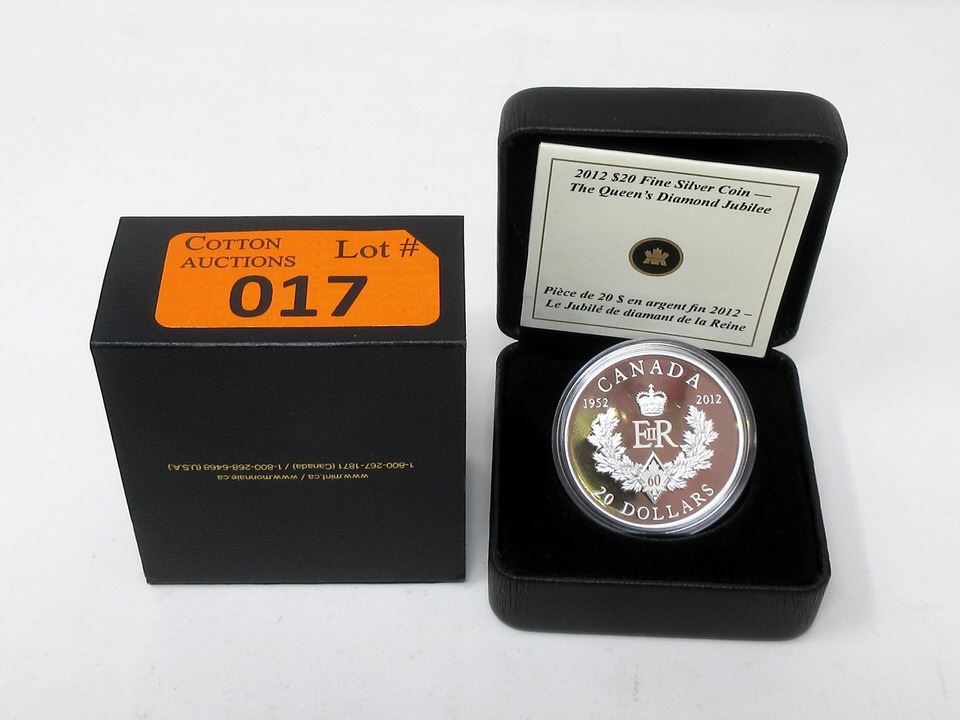 COTTON
AUCTIONS
Lot #
017
1-800-267-1871 (Canada) / 1-800-268-6468 (U.S.A.)
www.mint.ca / www.monnaie.ca
2012 $20 Fine Silver Coin —
The Queen's Diamond Jubilee
Pièce de 20 $ en argent fin 2012 –
Le Jubilé de diamant de la Reine
CANADA
1952
2012
EIIR
60
20 DOLLARS